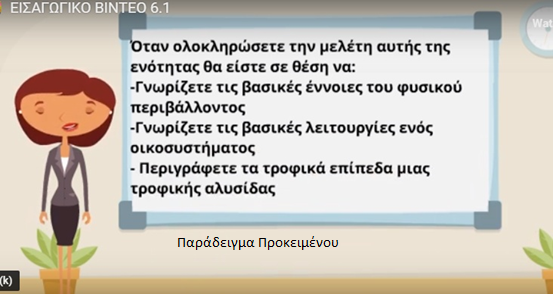 ΕΙΣΑΓΩΓΙΚΟ ΒΙΝΤΕΟ 6.1
Wat
Όταν ολοκληρώσετε την μελέτη αυτής της
ενότητας θα είστε σε θέση να:
-Γνωρίζετε τις βασικές έννοιες του φυσικού
περιβάλλοντος
-Γνωρίζετε τις βασικές λειτουργίες ενός
οικοσυστήματος
- Περιγράφετε τα τροφικά επίπεδα μιας
τροφικής αλυσίδας
Παράδειγμα Προκειμένου
(k)